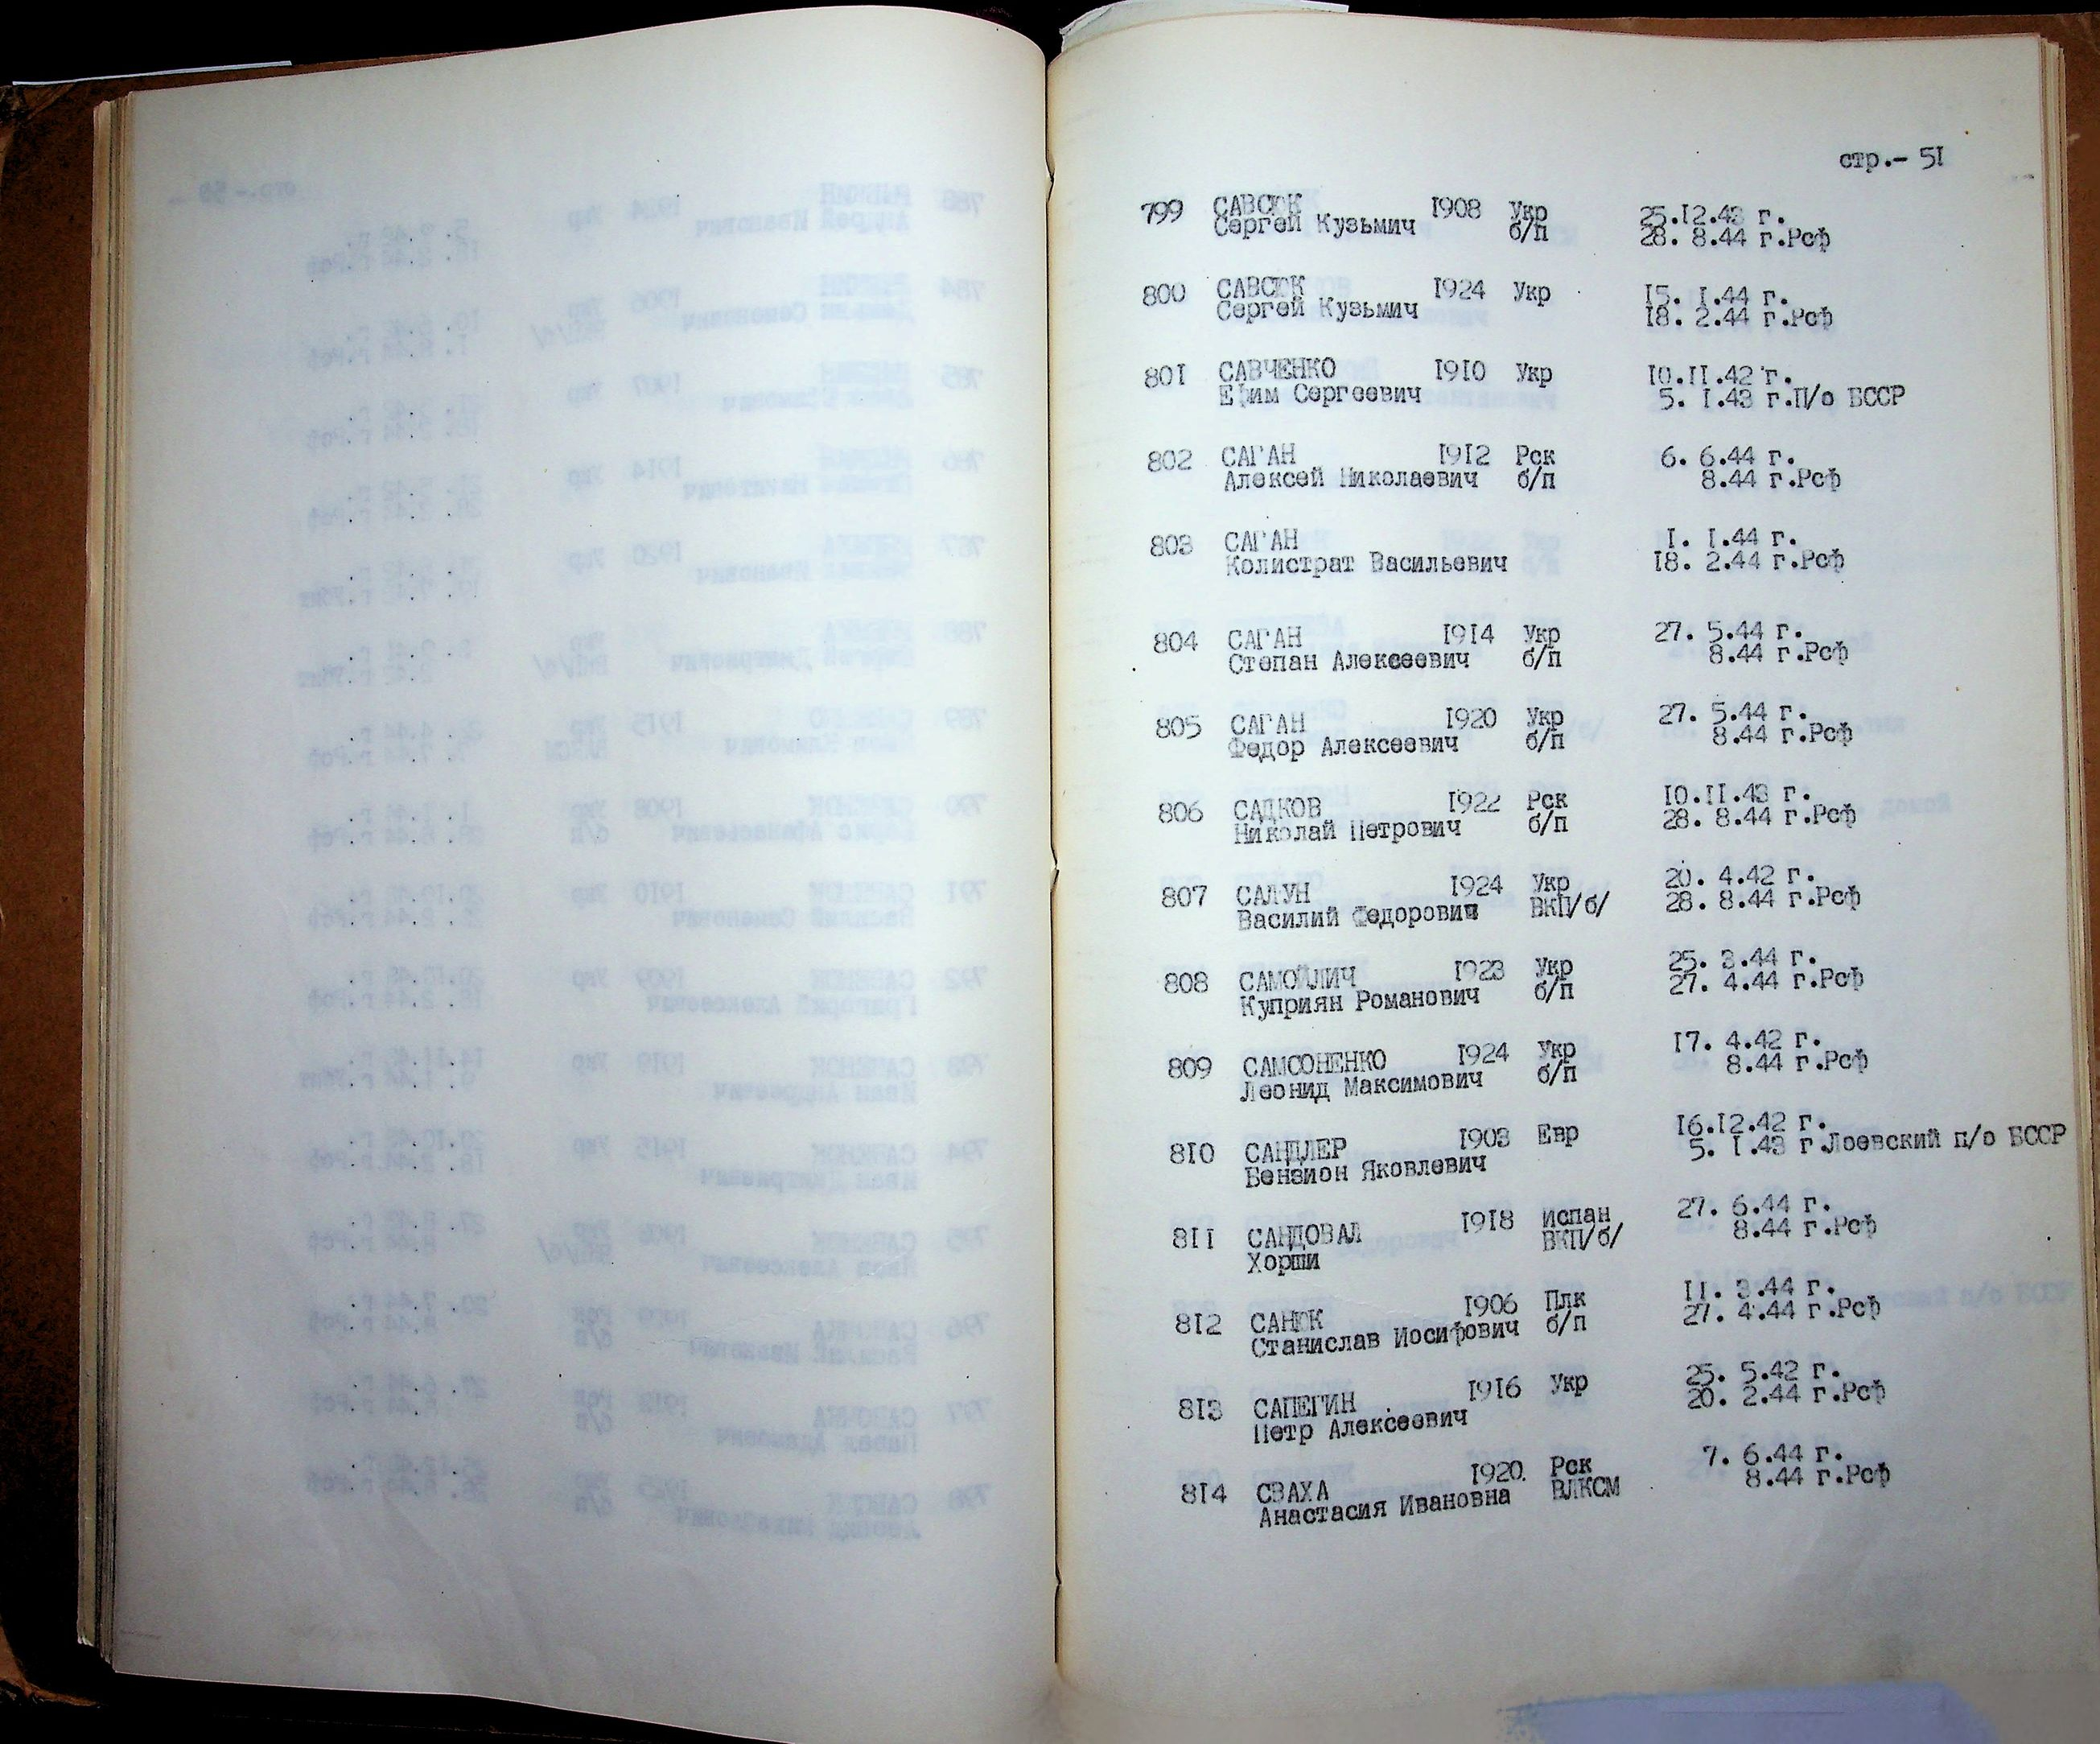 стр.- 51
799 САВСЮК 1908 Укр 25.12.43 г.
Сергей Кузьмич б/п 28. 8.44 г.Рсф
800 САВСЮК 1924 Укр 15. 1.44 г.
Сергей Кузьмич 18. 2.44 г.Рсф
801 САВЧЕНКО 1910 Укр 10.11.42 г.
Ефим Сергеевич 5. 1.43 г.П/о БССР
802 САГАН 1912 Рск 6. 6.44 г.
Алексей Николаевич б/п 8.44 г.Рсф
803 САГАН 1. 1.44 г.
Колистрат Васильевич 18. 2.44 г.Рсф
804 САГАН 1914 Укр 27. 5.44 г.
Степан Алексеевич б/п 8.44 г.Рсф
805 САГАН 1920 Укр 27. 5.44 г.
Федор Алексеевич б/п 8.44 г.Рсф
806 САДКОВ 1922 Рск 10.11.43 г.
Николай Петрович б/п 28. 8.44 г.Рсф
807 САЛУН 1924 Укр 20. 4.42 г.
Василий Федорович ВКП/б/ 28. 8.44 г.Рсф
808 САМОЙЛИЧ 1923 Укр 25. 3.44 г.
Куприян Романович б/п 27. 4.44 г.Рсф
809 САМСОНЕНКО 1924 Укр 17. 4.42 г.
Леонид Максимович б/п 8.44 г.Рсф
810 САНДЛЕР 1903 Евр 16.12.42 г.
Бензион Яковлевич 5. 1.43 г.Лоевский п/о БССР
811 САНДОВАЛ 1918 испан 27. 6.44 г.
Хорши ВКП/б/ 8.44 г.Рсф
812 САНЮК 1906 Плк 11. 3.44 г.
Станислав Иосифович б/п 27. 4.44 г.Рсф
813 САПЕГИН 1916 Укр 25. 5.42 г.
Петр Алексеевич 20. 2.44 г.Рсф
814 СВАХА 1920. Рск 7. 6.44 г.
Анастасия Ивановна ВЛКСМ 8.44 г.Рсф